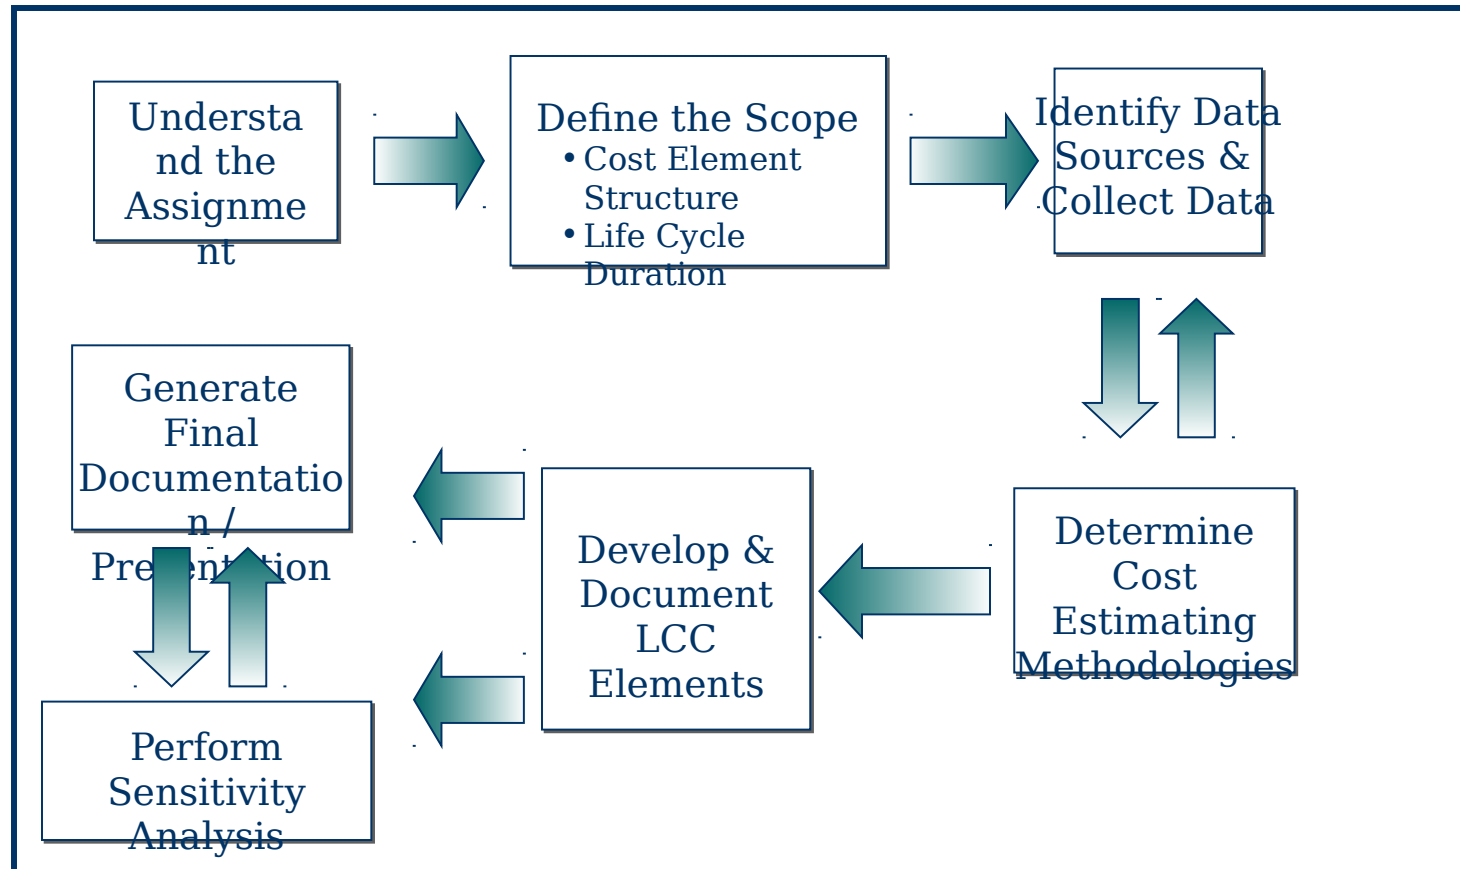 Understa
nd the
Assignme
nt
Define the Scope
• Cost Element
Structure
• Life Cycle
Duration
Identify Data
Sources &
Collect Data
Generate
Final
Documentatio
n /
Presentation
Develop &
Document
LCC
Elements
Determine
Cost
Estimating
Methodologies
Perform
Sensitivity
Analysis